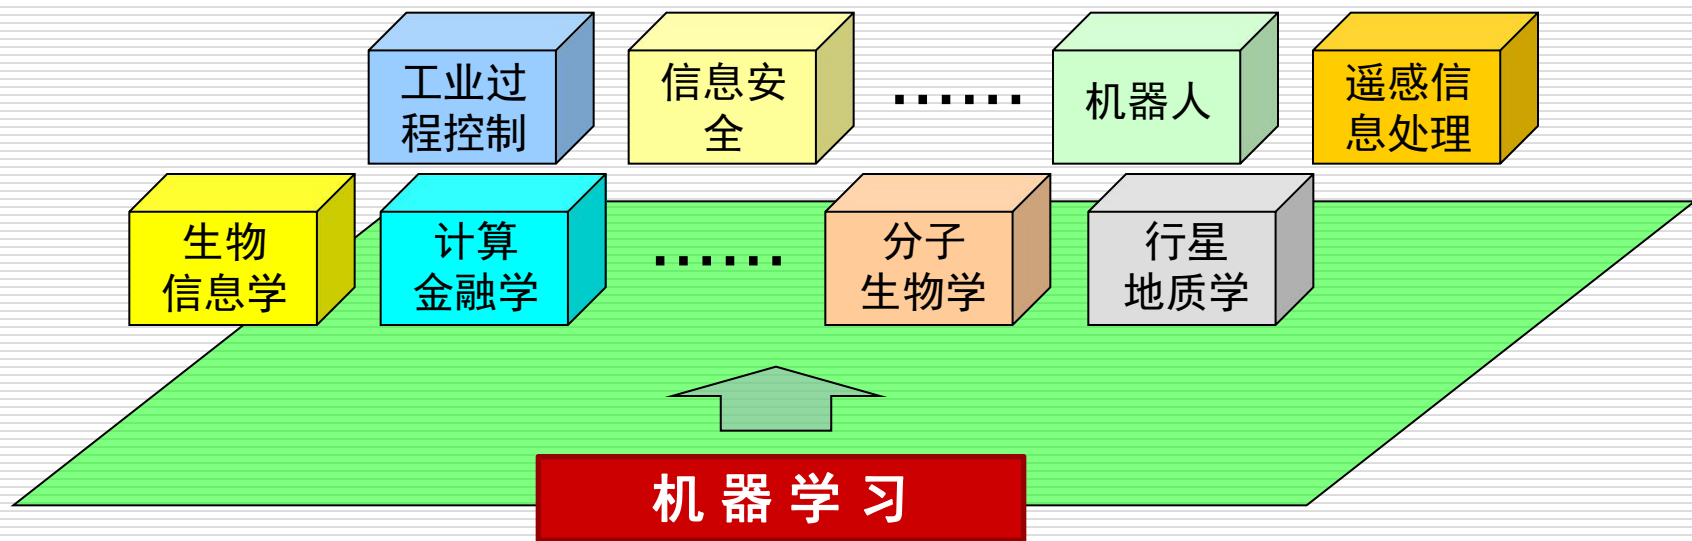 工业过
程控制
信息安
全
……
机器人
遥感信
息处理
生物
信息学
计算
金融学
……
分子
生物学
行星
地质学
机器学习